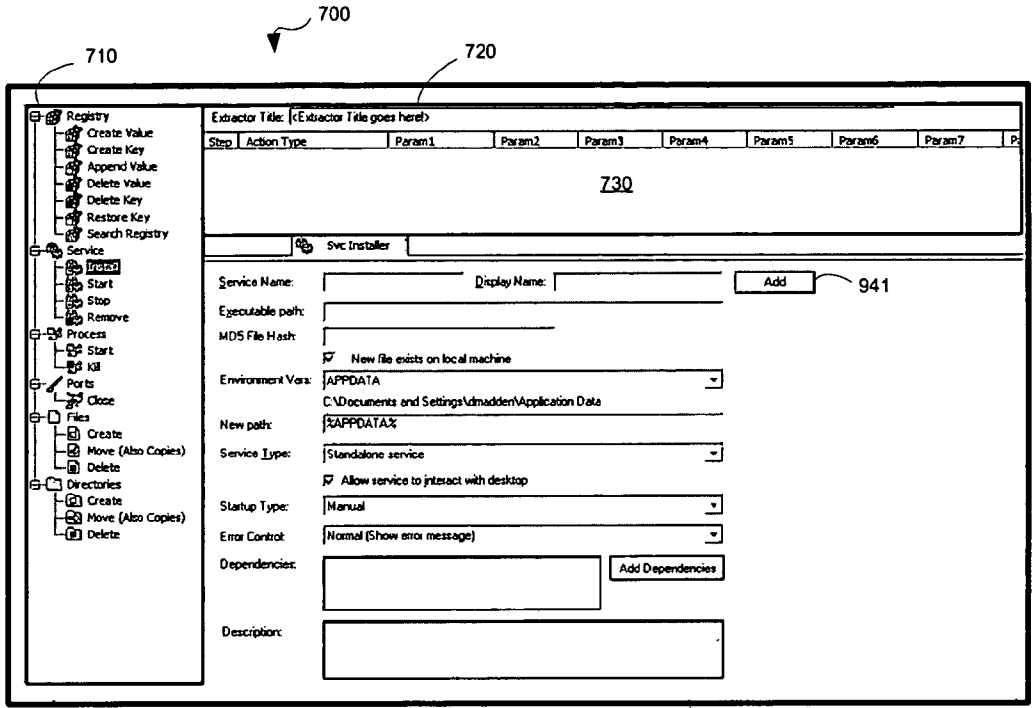 700
710
720
Registry
Create Value
Create Key
Append Value
Delete Value
Delete Key
Restore Key
Search Registry
Service
Install
Start
Stop
Remove
Process
Start
Kill
Ports
Close
Files
Create
Move (Also Copies)
Delete
Directories
Create
Move (Also Copies)
Delete
Extractor Title: <Extractor Title goes here!>
Step Action Type Param1 Param2 Param3 Param4 Param5 Param6 Param7 Pa
730
Svc Installer
Service Name: Display Name: Add 941
Executable path:
MD5 File Hash:
New file exists on local machine
Environment Vars: APPDATA
C:\Documents and Settings\dmadden\Application Data
New path: %APPDATA%
Service Type: Standalone service
Allow service to interact with desktop
Startup Type: Manual
Error Control: Normal (Show error message)
Dependencies: Add Dependencies
Description: